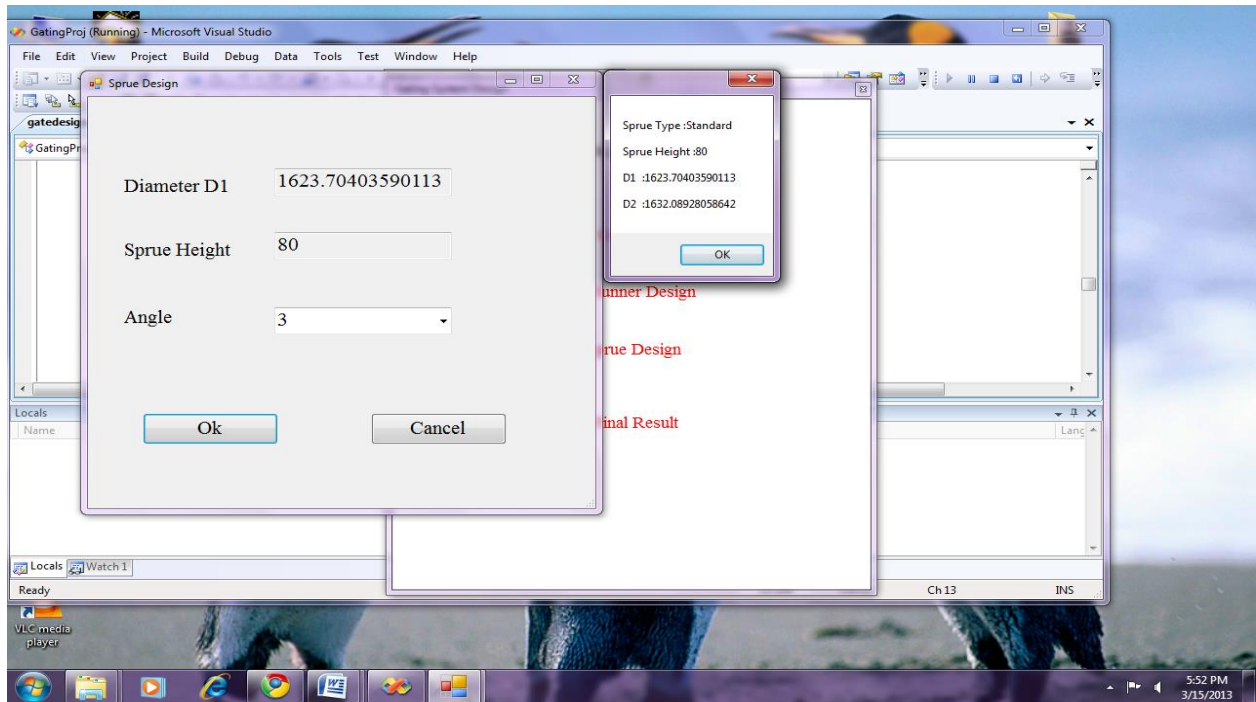 GatingProj (Running) - Microsoft Visual Studio
File Edit View Project Build Debug Data Tools Test Window Help
Sprue Design
gatedesig
GatingPr
Diameter D1 1623.70403590113
Sprue Height 80
Angle 3
Ok Cancel
Sprue Type :Standard
Sprue Height :80
D1 :1623.70403590113
D2 :1632.08928058642
OK
unner Design
rue Design
inal Result
Locals
Name
Lang
Locals Watch 1
Ready Ch 13 INS
VLC media
player
5:52 PM
3/15/2013